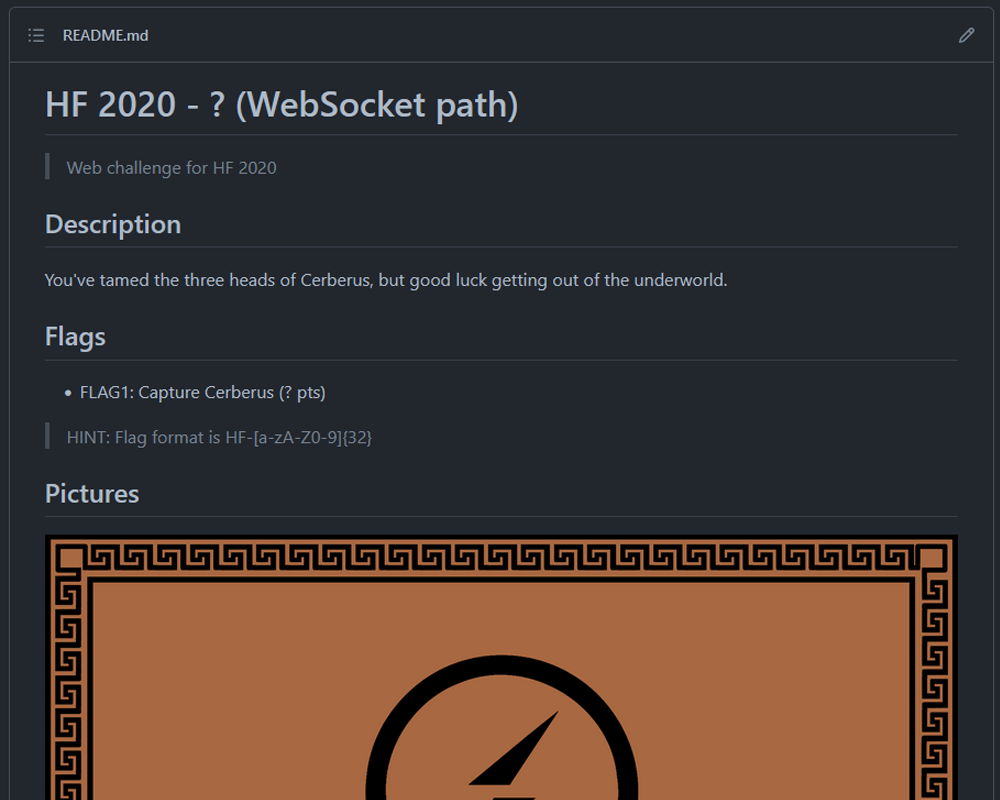 README.md
HF 2020 - ? (WebSocket path)
Web challenge for HF 2020
Description
You've tamed the three heads of Cerberus, but good luck getting out of the underworld.
Flags
• FLAG1: Capture Cerberus (? pts)
HINT: Flag format is HF-[a-zA-Z0-9]{32}
Pictures